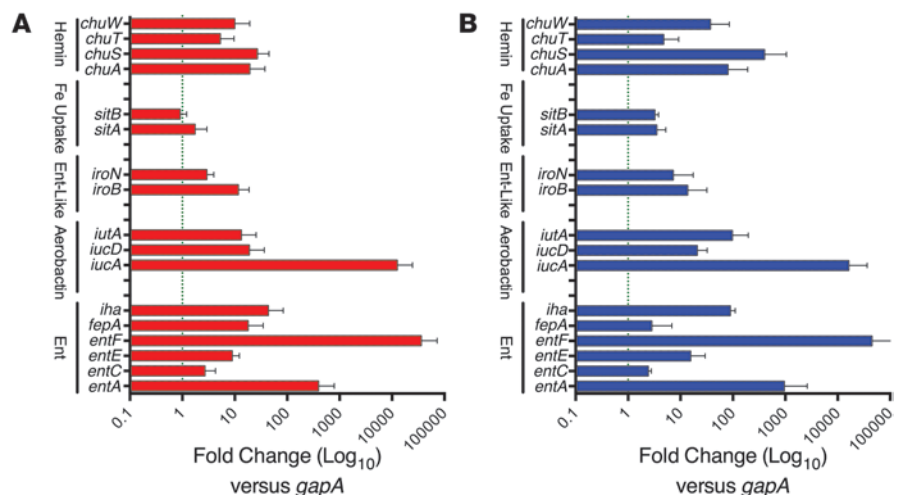 A
Hemin
chuW
chuT
chuS
chuA
Fe Uptake
sitB
sitA
Ent-Like
iroN
iroB
Aerobactin
iutA
iucD
iucA
Ent
iha
fepA
entF
entE
entC
entA
0.1 1 10 100 1000 10000 100000
Fold Change (Log10)
versus gapA
B
Hemin
chuW
chuT
chuS
chuA
Fe Uptake
sitB
sitA
Ent-Like
iroN
iroB
Aerobactin
iutA
iucD
iucA
Ent
iha
fepA
entF
entE
entC
entA
0.1 1 10 100 1000 10000 100000
Fold Change (Log10)
versus gapA